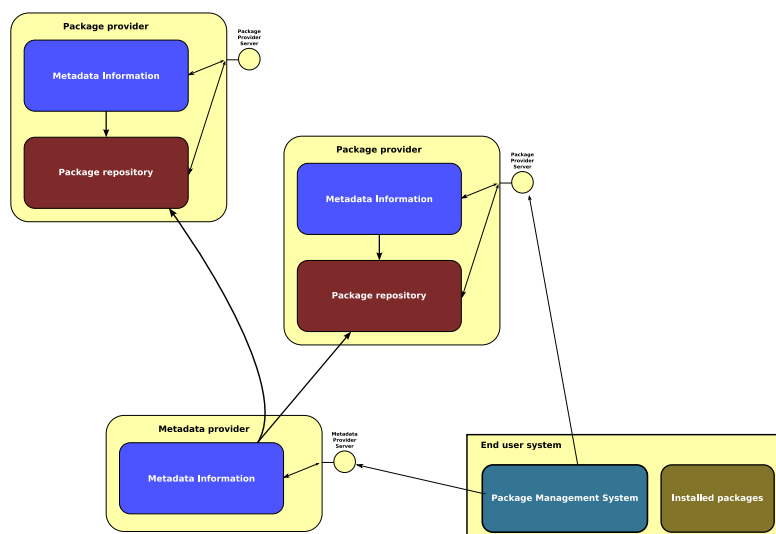 Package provider
Package
Provider
Server
Metadata Information
Package repository
Package provider
Package
Provider
Server
Metadata Information
Package repository
Metadata provider
Metadata
Provider
Server
Metadata Information
End user system
Package Management System
Installed packages